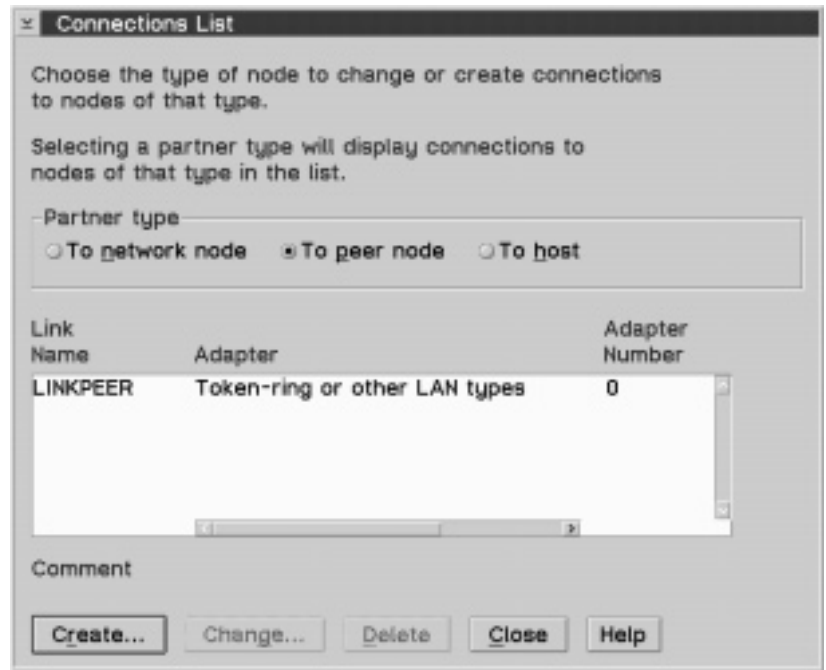 Connections List
Choose the type of node to change or create connections
to nodes of that type.
Selecting a partner type will display connections to
nodes of that type in the list.
Partner type
To network node To peer node To host
Link Adapter
Name Adapter Number
LINKPEER Token-ring or other LAN types 0
Comment
Create... Change... Delete Close Help